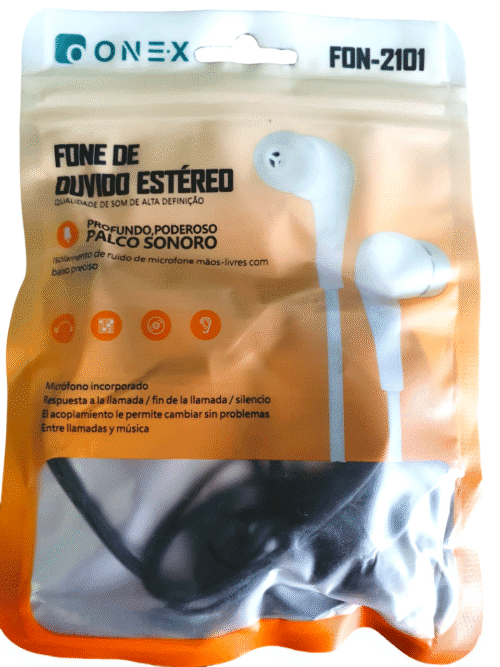 ONEX
FON-2101
FONE DE
OUVIDO ESTÉREO
QUALIDADE DE SOM DE ALTA DEFINIÇÃO
PROFUNDO,PODEROSO
PALCO SONORO
Isolamento de ruido de microfone mãos-livres com
baixo preciso
Micrófono incorporado
Respuesta a la llamada / fin de la llamada / silencio
El acoplamiento le permite cambiar sin problemas
Entre llamadas y música